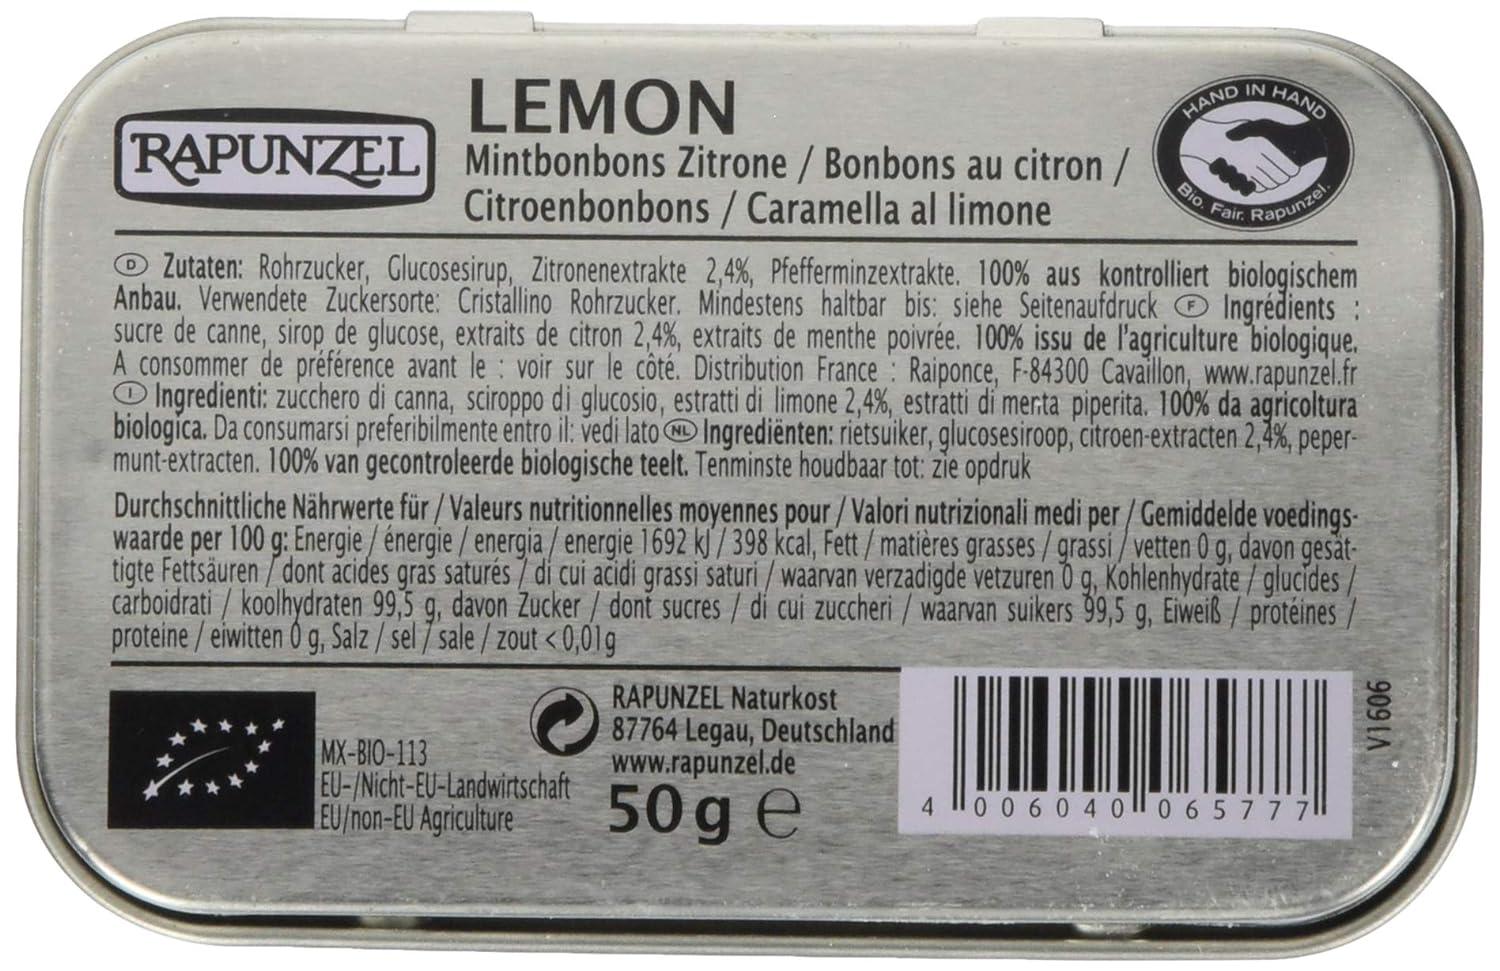 RAPUNZEL
LEMON
Mintbonbons Zitrone / Bonbons au citron /
Citroenbonbons / Caramella al limone
HAND IN HAND
Bio. Fair. Rapunzel.
D Zutaten: Rohrzucker, Glucosesirup, Zitronenextrakte 2,4%, Pfefferminzextrakte. 100% aus kontrolliert biologischem
Anbau. Verwendete Zuckersorte: Cristallino Rohrzucker. Mindestens haltbar bis: siehe Seitenaufdruck F Ingrédients :
sucre de canne, sirop de glucose, extraits de citron 2,4%, extraits de menthe poivrée. 100% issu de l'agriculture biologique.
A consommer de préférence avant le : voir sur le côté. Distribution France : Raiponce, F-84300 Cavaillon, www.rapunzel.fr
I Ingredienti: zucchero di canna, sciroppo di glucosio, estratti di limone 2,4%, estratti di menta piperita. 100% da agricoltura
biologica. Da consumarsi preferibilmente entro il: vedi lato NL Ingrediënten: rietsuiker, glucosesiroop, citroen-extracten 2,4%, peper-
munt-extracten. 100% van gecontroleerde biologische teelt. Tenminste houdbaar tot: zie opdruk
Durchschnittliche Nährwerte für / Valeurs nutritionnelles moyennes pour / Valori nutrizionali medi per / Gemiddelde voedings-
waarde per 100 g: Energie / énergie / energia / energie 1692 kJ / 398 kcal, Fett / matières grasses / grassi / vetten 0 g, davon gesät-
tigte Fettsäuren / dont acides gras saturés / di cui acidi grassi saturi / waarvan verzadigde vetzuren 0 g, Kohlenhydrate / glucides /
carboidrati / koolhydraten 99,5 g, davon Zucker / dont sucres / di cui zuccheri / waarvan suikers 99,5 g, Eiweiß / protéines /
proteine / eiwitten 0 g, Salz / sel / sale / zout < 0,01g
MX-BIO-113
EU-/Nicht-EU-Landwirtschaft
EU/non-EU Agriculture
RAPUNZEL Naturkost
87764 Legau, Deutschland
www.rapunzel.de
50 g e
4 006040 065777
V1606